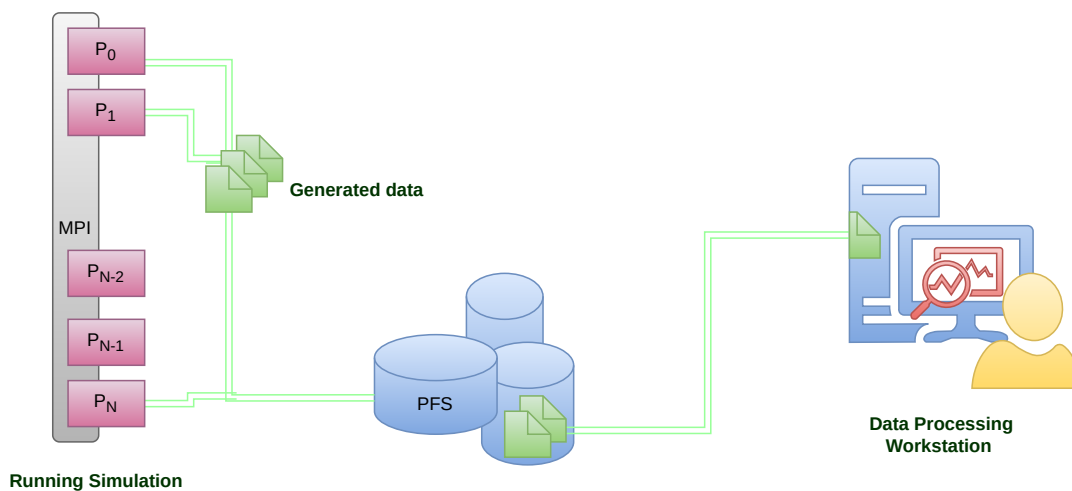 P0
P1
Generated data
MPI
PN-2
PN-1
PN
PFS
Data Processing
Workstation
Running Simulation